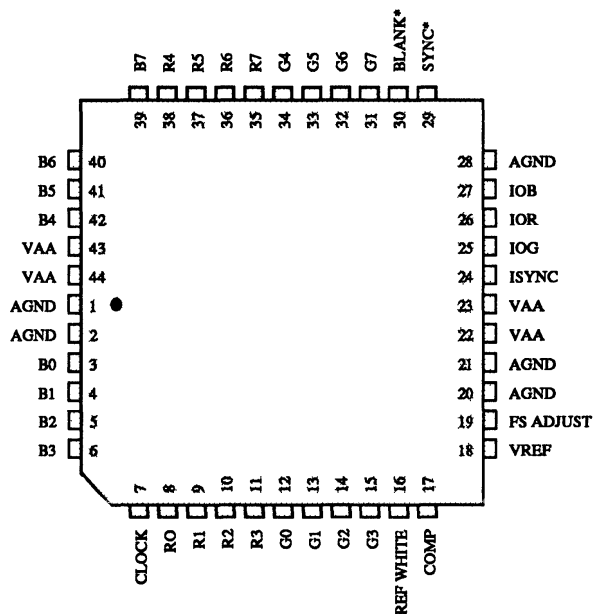 B7 R4 R5 R6 R7 G4 G5 G6 G7 BLANK* SYNC*
39 38 37 36 35 34 33 32 31 30 29
B6 40 28 AGND
B5 41 27 IOB
B4 42 26 IOR
VAA 43 25 IOG
VAA 44 24 ISYNC
AGND 1 23 VAA
AGND 2 22 VAA
B0 3 21 AGND
B1 4 20 AGND
B2 5 19 FS ADJUST
B3 6 18 VREF
7 8 9 10 11 12 13 14 15 16 17
CLOCK RO R1 R2 R3 G0 G1 G2 G3 REF WHITE COMP